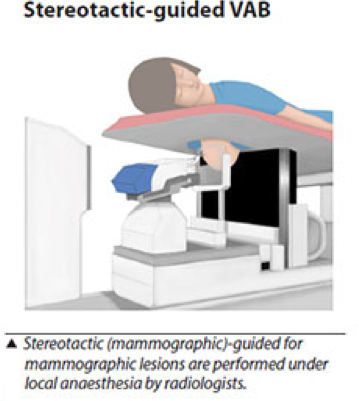 Stereotactic-guided VAB
▲ Stereotactic (mammographic)-guided for
mammographic lesions are performed under
local anaesthesia by radiologists.